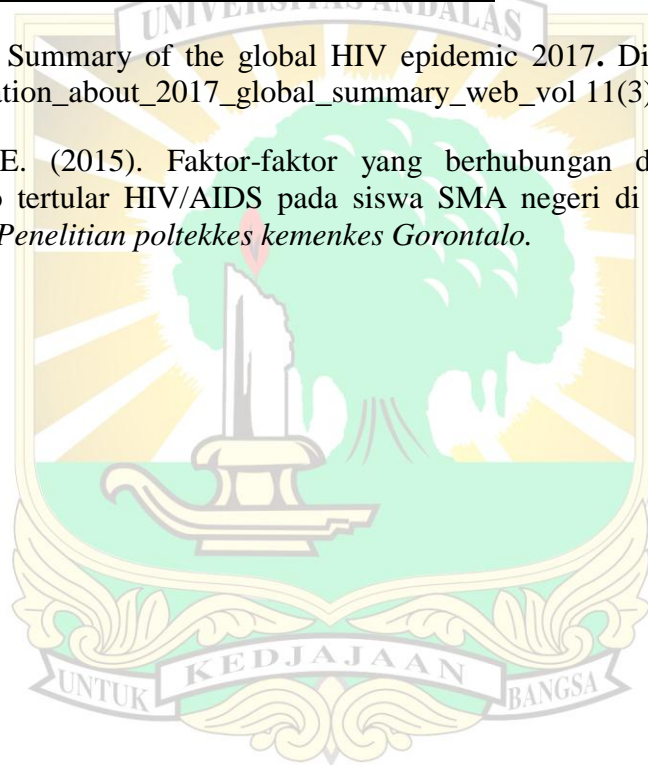 UNIVERSITAS ANDALAS
Summary of the global HIV epidemic 2017. Di
ation_about_2017_global_summary_web_vol 11(3)
E. (2015). Faktor-faktor yang berhubungan d
tertular HIV/AIDS pada siswa SMA negeri di
Penelitian poltekkes kemenkes Gorontalo.
UNTUK KEDJAJAAN BANGSA